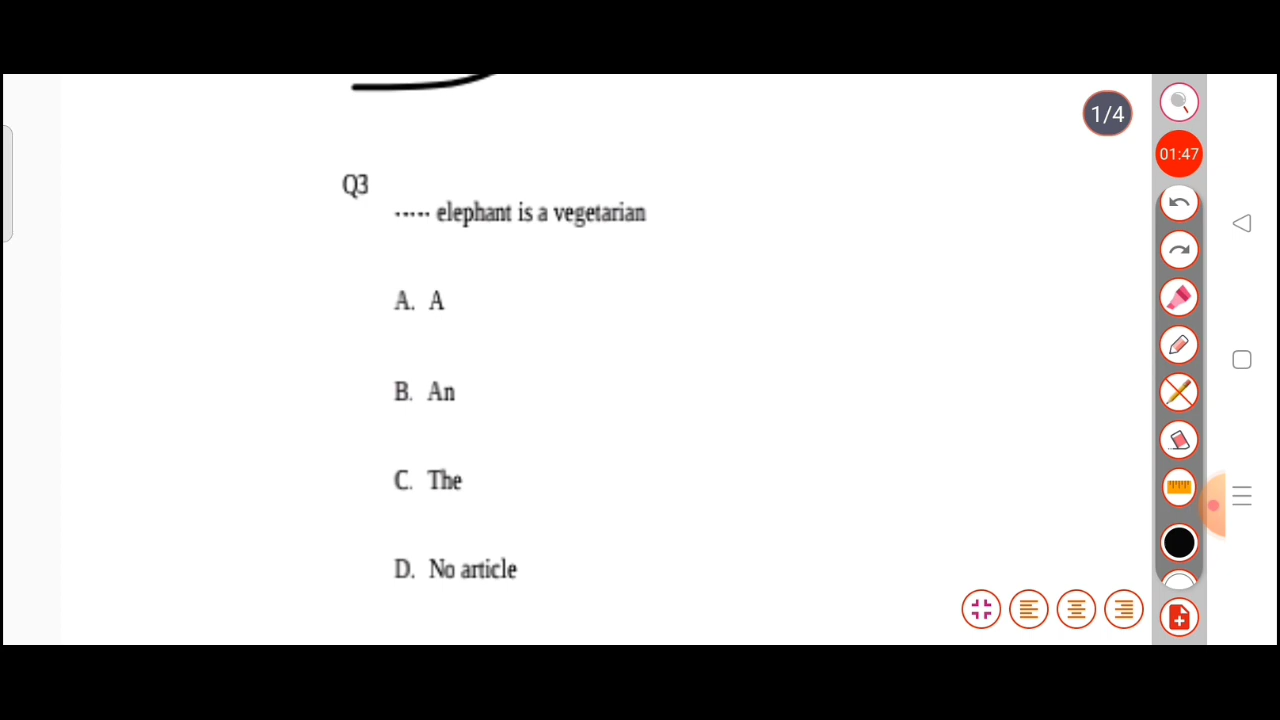 1/4
01:47
Q3
..... elephant is a vegetarian
A. A
B. An
C. The
D. No article